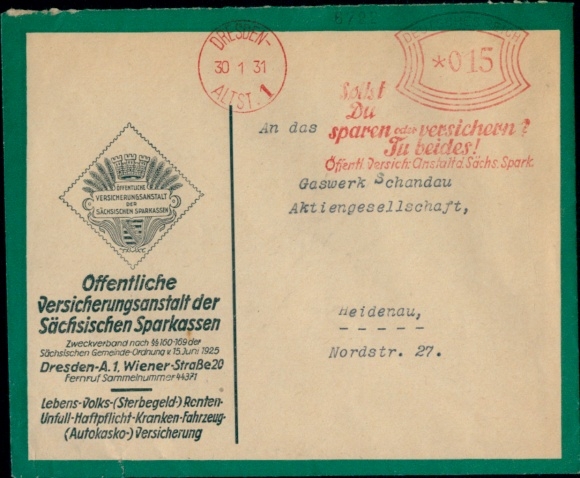 DRESDEN-
30 1 31
ALTST. 1
DEUTSCHES REICH
*015
Sollst
Du
sparen oder versichern?
Tu beides!
Öffentl. Versich: Anstalt d. Sächs. Spark.
An das
Gaswerk Schandau
Aktiengesellschaft,
Heidenau,
Nordstr. 27.
ÖFFENTLICHE
VERSICHERUNGSANSTALT
DER
SÄCHSISCHEN SPARKASSEN
Öffentliche
Versicherungsanstalt der
Sächsischen Sparkassen
Zweckverband nach §§ 160-169 der
Sächsischen Gemeinde-Ordnung v. 15. Juni 1925
Dresden-A. 1, Wiener-Straße 20
Fernruf Sammelnummer 44371
Lebens-Volks-(Sterbegeld-) Renten-
Unfall-Haftpflicht-Kranken-Fahrzeug-
(Autokasko-) Versicherung